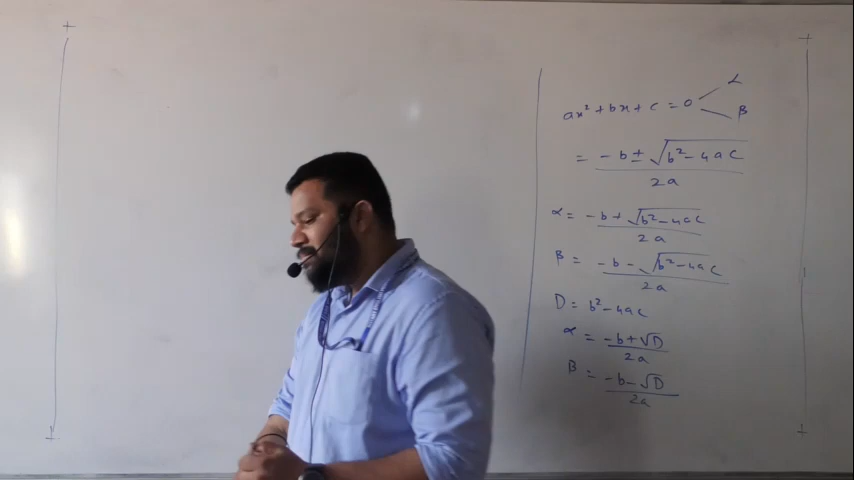 ax² + bx + c = 0 α
β
= -b ± √b² - 4ac / 2a
α = -b + √b² - 4ac / 2a
β = -b - √b² - 4ac / 2a
D = b² - 4ac
α = -b + √D / 2a
β = -b - √D / 2a